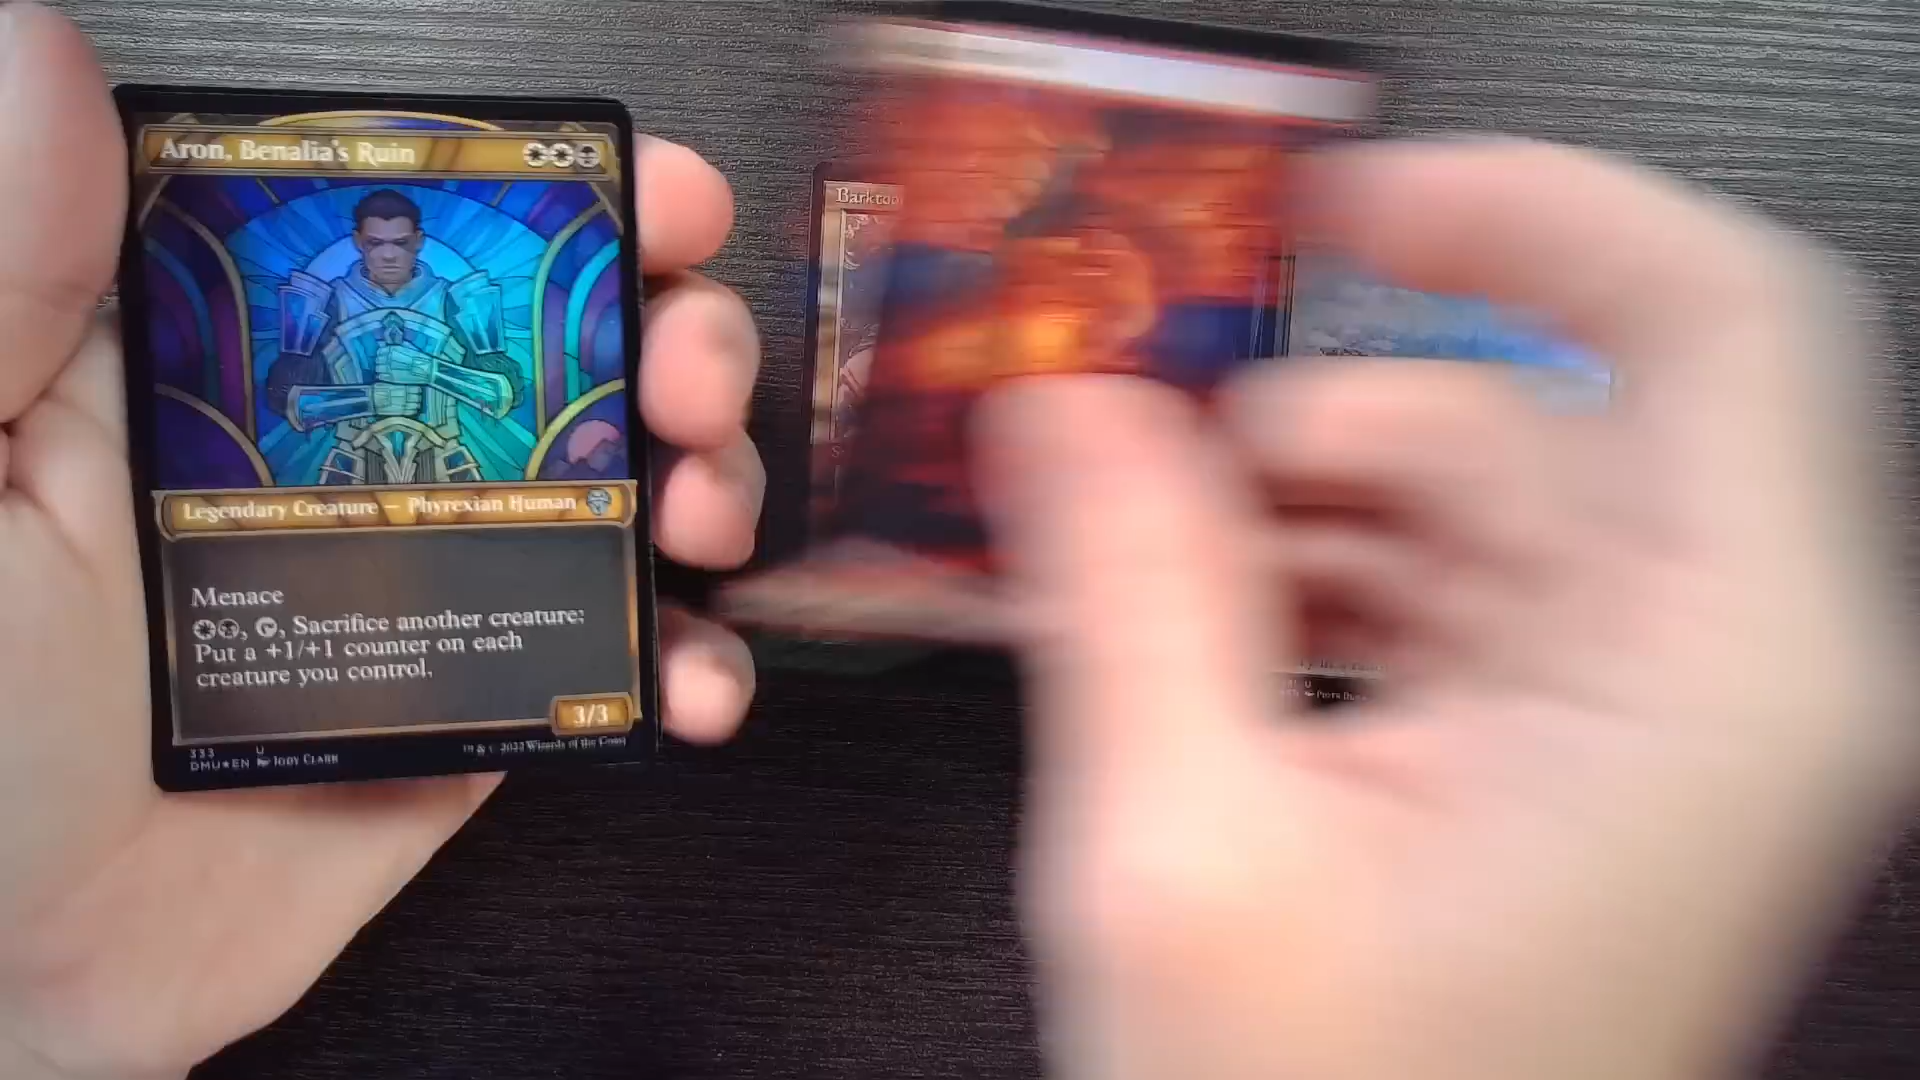 Aron, Benalia's Ruin
Legendary Creature — Phyrexian Human
Menace
, , Sacrifice another creature:
Put a +1/+1 counter on each
creature you control.
3/3
333 U
DMU★EN Jody Clark
™ & © 2022 Wizards of the Coast
Barktoo